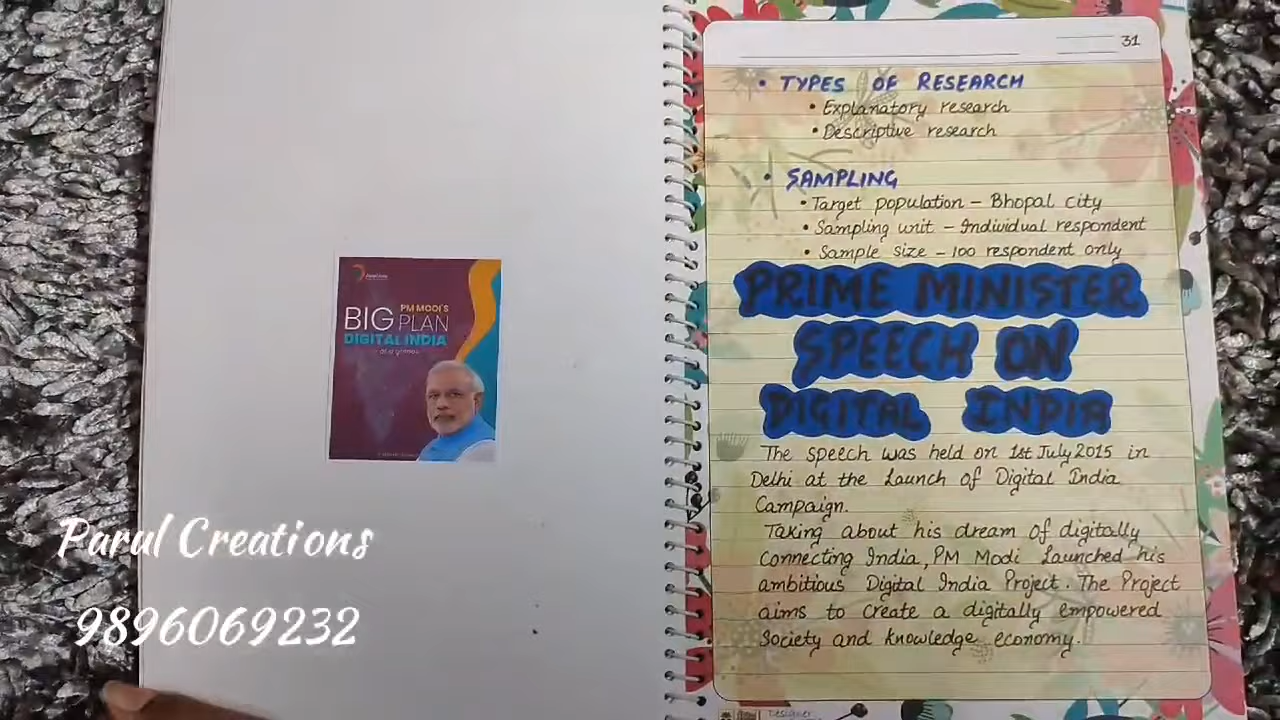 PM MODI'S
BIG PLAN
DIGITAL INDIA
Parul Creations
9896069232
31
• TYPES OF RESEARCH
• Explanatory research
• Descriptive research
• SAMPLING
• Target population - Bhopal city
• Sampling unit - Individual respondent
• Sample size - 100 respondent only
PRIME MINISTER
SPEECH ON
DIGITAL INDIA
The speech was held on 1st July 2015 in
Delhi at the Launch of Digital India
Campaign.
Taking about his dream of digitally
Connecting India, PM Modi Launched his
ambitious Digital India Project. The Project
aims to Create a digitally empowered
Society and knowledge economy.